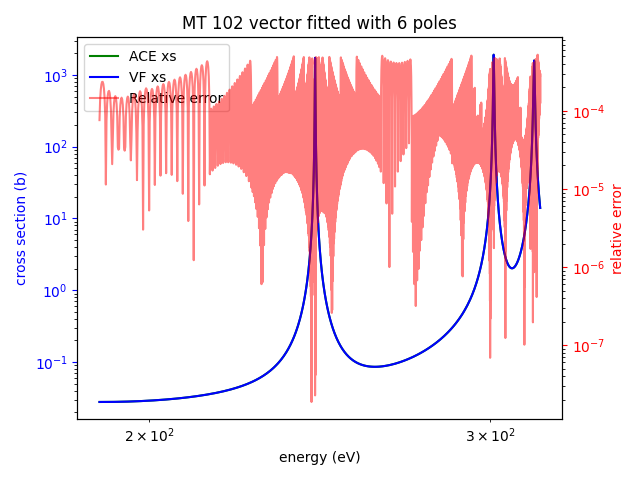 MT 102 vector fitted with 6 poles
ACE xs
VF xs
Relative error
10³
10²
10¹
10⁰
10⁻¹
cross section (b)
10⁻⁴
10⁻⁵
10⁻⁶
10⁻⁷
relative error
2 × 10²
3 × 10²
energy (eV)